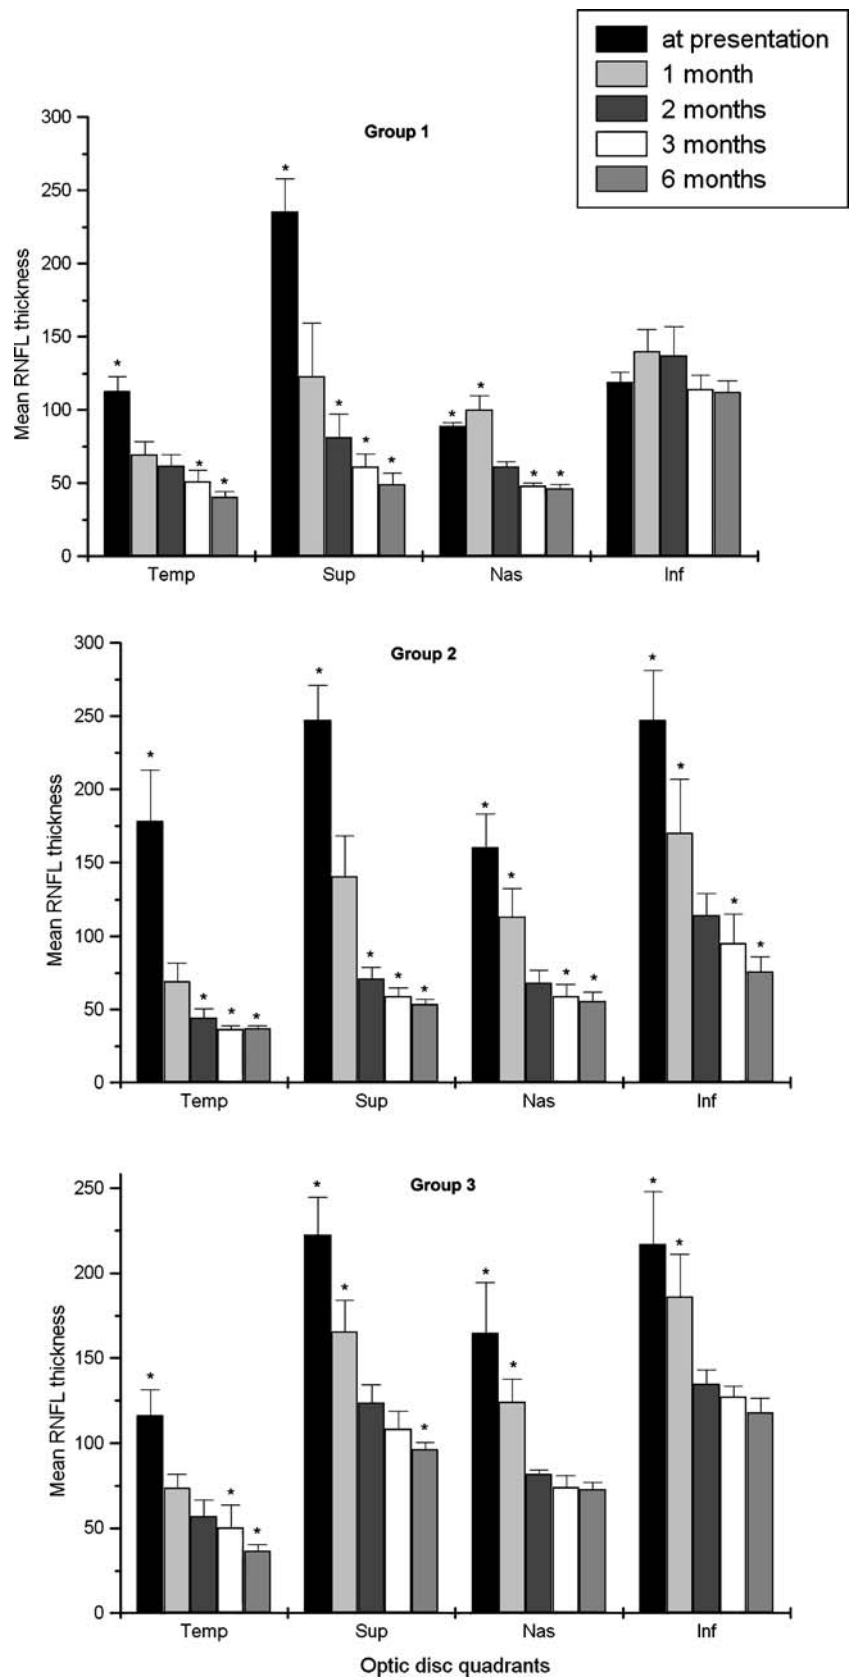 at presentation
1 month
2 months
3 months
6 months
Group 1
Mean RNFL thickness
300
250
200
150
100
50
0
* * * * * * * * * * * *
Temp Sup Nas Inf
Group 2
Mean RNFL thickness
300
250
200
150
100
50
0
* * * * * * * * * * * * * * * *
Temp Sup Nas Inf
Group 3
Mean RNFL thickness
250
200
150
100
50
0
* * * * * * * * * *
Temp Sup Nas Inf
Optic disc quadrants